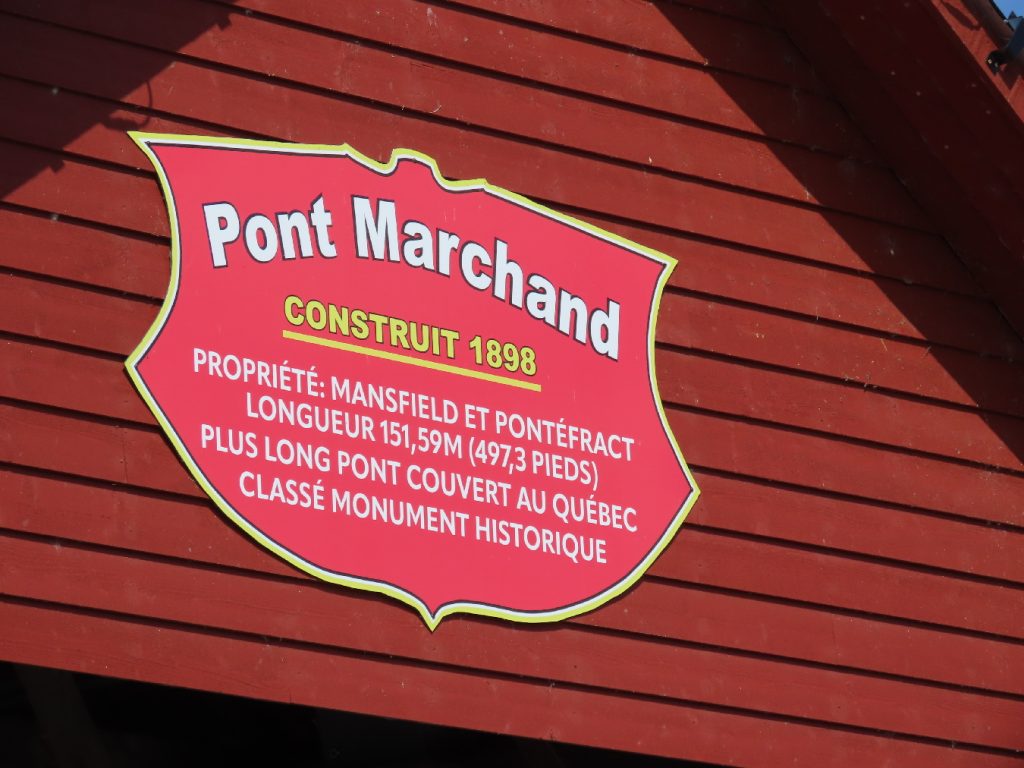 Pont Marchand
CONSTRUIT 1898
PROPRIÉTÉ: MANSFIELD ET PONTÉFRACT
LONGUEUR 151,59M (497,3 PIEDS)
PLUS LONG PONT COUVERT AU QUÉBEC
CLASSÉ MONUMENT HISTORIQUE